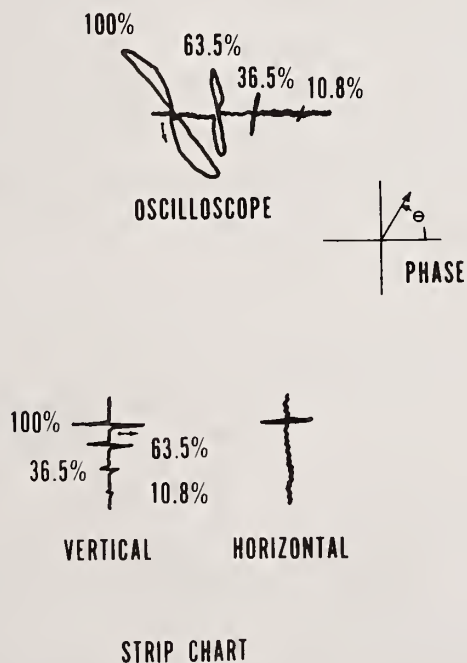 100%
63.5%
36.5%
10.8%
OSCILLOSCOPE
θ
PHASE
100%
63.5%
36.5%
10.8%
VERTICAL
HORIZONTAL
STRIP CHART